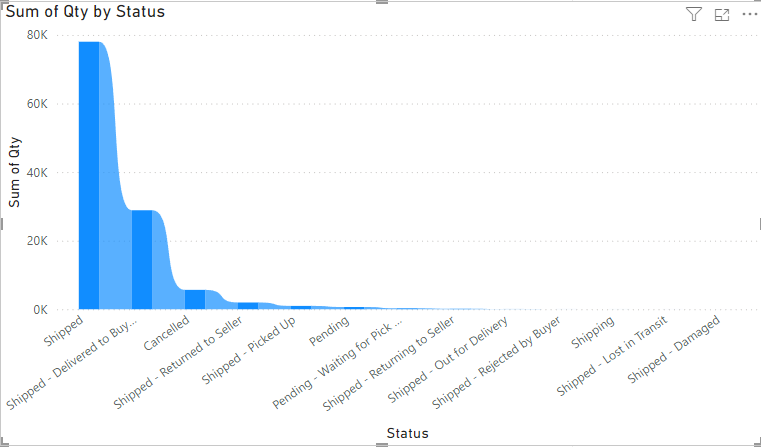 Sum of Qty by Status
80K
60K
40K
20K
0K
Sum of Qty
Shipped
Shipped - Delivered to Buy...
Cancelled
Shipped - Returned to Seller
Shipped - Picked Up
Pending
Pending - Waiting for Pick ...
Shipped - Returning to Seller
Shipped - Out for Delivery
Shipped - Rejected by Buyer
Shipping
Shipped - Lost in Transit
Shipped - Damaged
Status